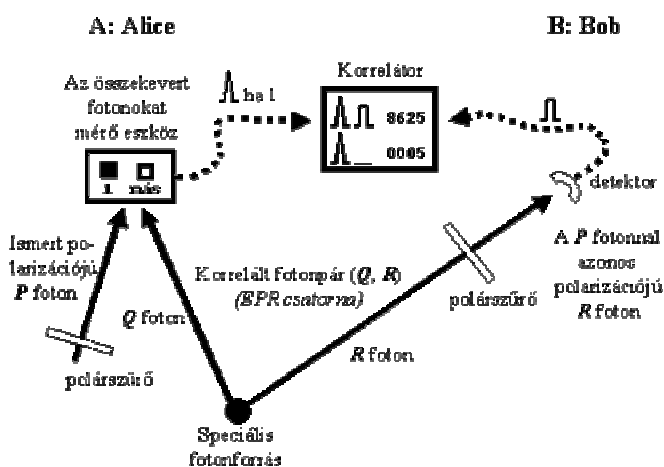 A: Alice
B: Bob
Az összekevert
fotonokat
mérő eszköz
ha 1
Korrelátor
8625
0005
1 más
detektor
Ismert po-
larizációjú
P foton
Korrelált fotonpár (Q, R)
(EPR csatorna)
polárszűrő
A P fotonnal
azonos
polarizációjú
R foton
Q foton
R foton
polárszűrő
Speciális
fotonforrás